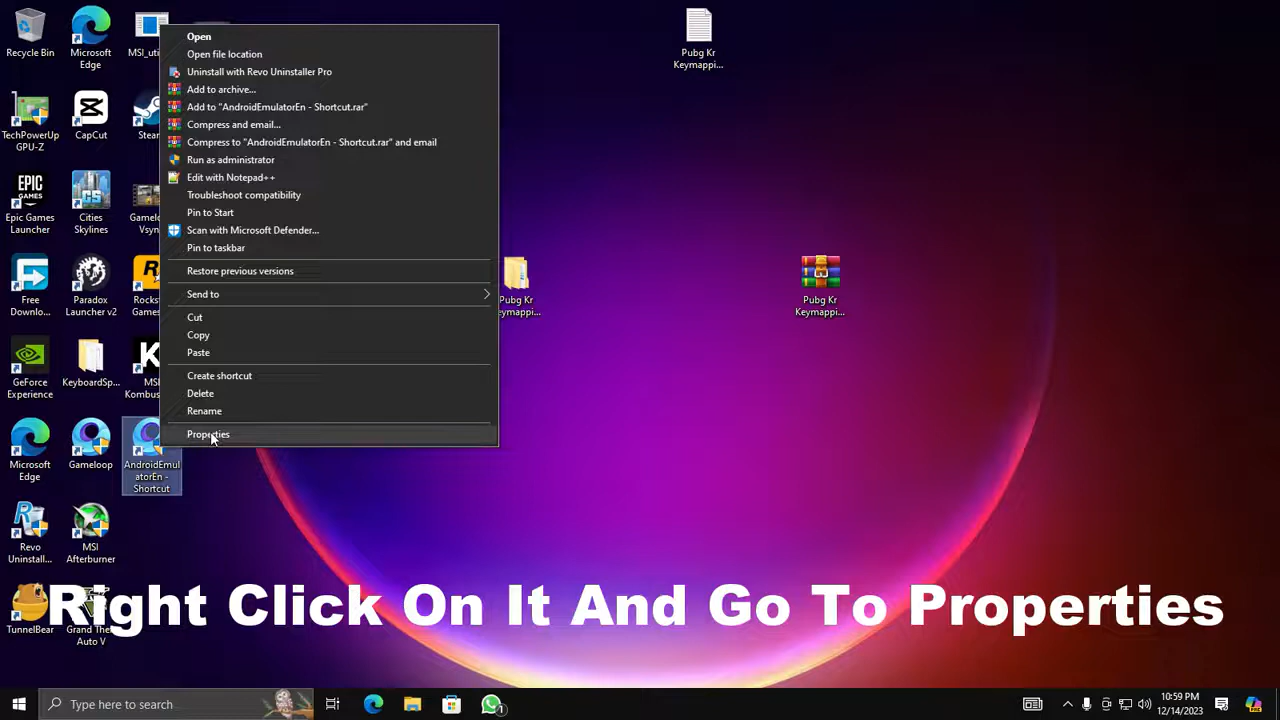 Recycle Bin
Microsoft
Edge
MSI_uti
TechPowerUp
GPU-Z
CapCut
Steam
Epic Games
Launcher
Cities
Skylines
Gamelo
Vsyn
Free
Downlo...
Paradox
Launcher v2
Rocks
GeForce
Experience
KeyboardSp...
MSI
Kombus
Microsoft
Edge
Gameloop
AndroidEmul
atorEn -
Shortcut
Revo
Uninstall...
MSI
Afterburner
TunnelBear
Grand The
Auto V
Open
Open file location
Uninstall with Revo Uninstaller Pro
Add to archive...
Add to "AndroidEmulatorEn - Shortcut.rar"
Compress and email...
Compress to "AndroidEmulatorEn - Shortcut.rar" and email
Run as administrator
Edit with Notepad++
Troubleshoot compatibility
Pin to Start
Scan with Microsoft Defender...
Pin to taskbar
Restore previous versions
Send to
Cut
Copy
Paste
Create shortcut
Delete
Rename
Properties
Pubg Kr
Keymappi...
Pubg Kr
Keymappi...
Pubg Kr
Keymappi...
Right Click On It And Go To Properties
Type here to search
10:59 PM
12/14/2023